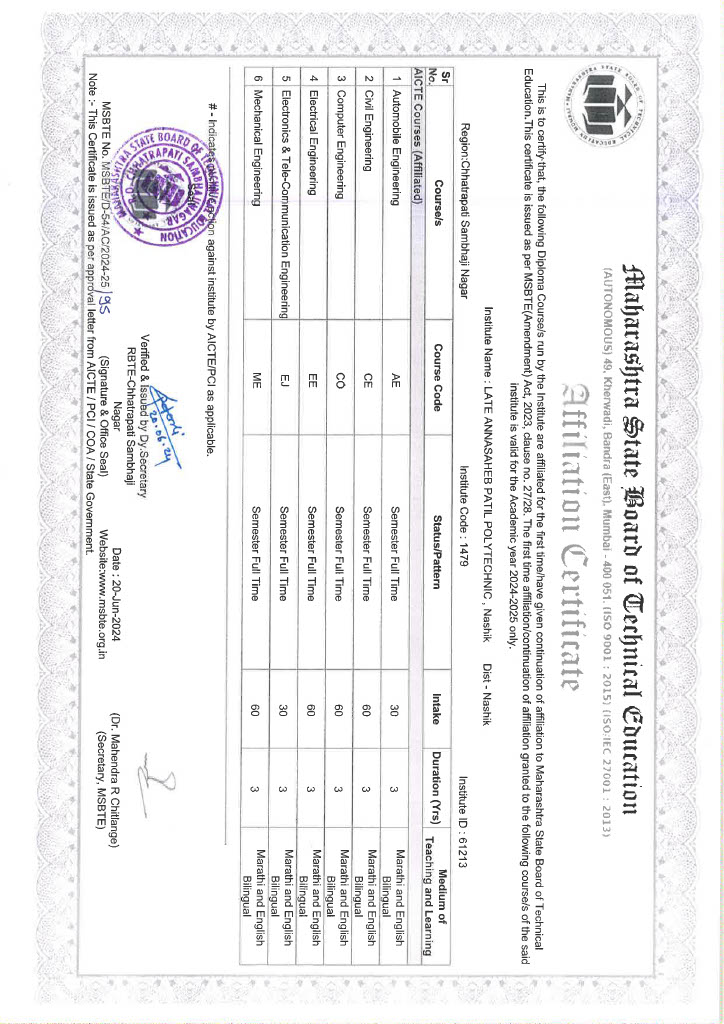 Maharashtra State Board of Technical Education
(AUTONOMOUS) 49, Kherwadi, Bandra (East), Mumbai - 400 051. (ISO 9001 : 2015) (ISO/IEC 27001 : 2013)
Affiliation Certificate
This is to certify that, the following Diploma Course/s run by the Institute are affiliated for the first time/have given continuation of affiliation to Maharashtra State Board of Technical
Education.This certificate is issued as per MSBTE(Amendment) Act, 2023, clause no. 27/28. The first time affiliation/continuation of affiliation granted to the following course/s of the said
institute is valid for the Academic year 2024-2025 only.
Institute Name : LATE ANNASAHEB PATIL POLYTECHNIC , Nashik Dist - Nashik
Region:Chhatrapati Sambhaji Nagar Institute Code : 1479 Institute ID : 61213
Sr No. Course/s Course Code Status/Pattern Intake Duration (Yrs) Medium of Teaching and Learning
AICTE Courses (Affiliated)
1 Automobile Engineering AE Semester Full Time 30 3 Marathi and English Bilingual
2 Civil Engineering CE Semester Full Time 60 3 Marathi and English Bilingual
3 Computer Engineering CO Semester Full Time 60 3 Marathi and English Bilingual
4 Electrical Engineering EE Semester Full Time 60 3 Marathi and English Bilingual
5 Electronics & Tele-Communication Engineering EJ Semester Full Time 30 3 Marathi and English Bilingual
6 Mechanical Engineering ME Semester Full Time 60 3 Marathi and English Bilingual
# - Indicates action against institute by AICTE/PCI as applicable.
Seal
MAHARASHTRA STATE BOARD OF TECHNICAL EDUCATION
R.O. CHHATRAPATI SAMBHAJINAGAR
20-06-24
Verified & Issued by Dy.Secretary
RBTE-Chhatrapati Sambhaji
Nagar
(Signature & Office Seal)
Date : 20-Jun-2024
Website:www.msbte.org.in
(Dr. Mahendra R Chitlange)
(Secretary, MSBTE)
MSBTE No. MSBTE/D-54/AC/2024-25/95
Note :- This Certificate is issued as per approval letter from AICTE / PCI / COA / State Government.